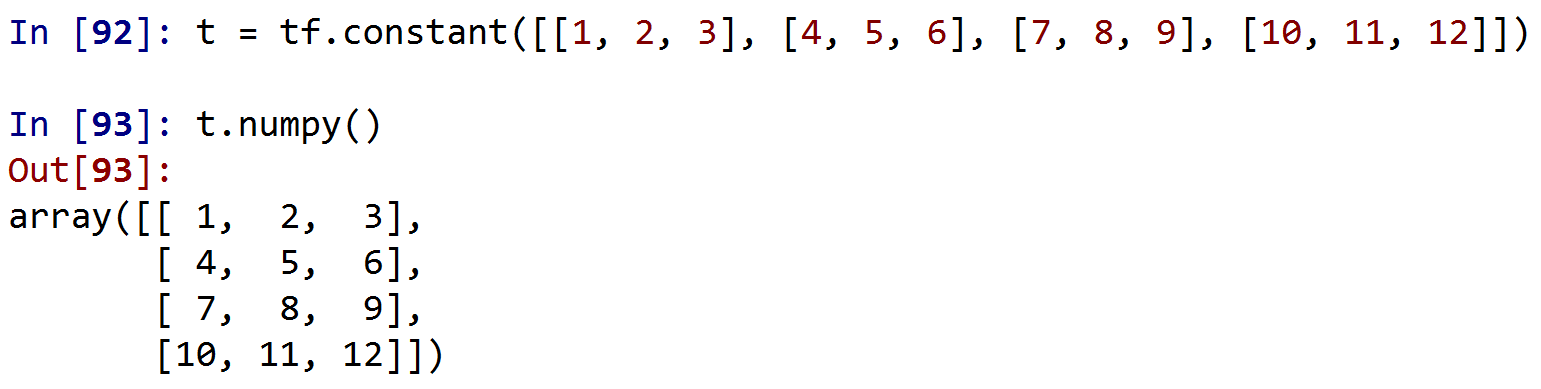 In [92]: t = tf.constant([[1, 2, 3], [4, 5, 6], [7, 8, 9], [10, 11, 12]])
In [93]: t.numpy()
Out[93]:
array([[ 1,  2,  3],
       [ 4,  5,  6],
       [ 7,  8,  9],
       [10, 11, 12]])